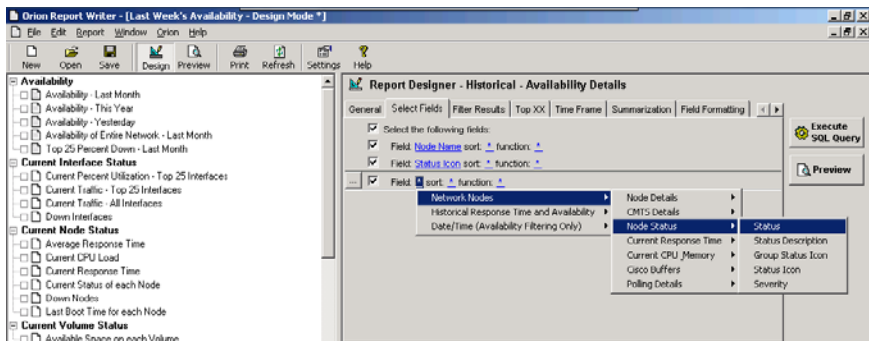 Orion Report Writer - [Last Week's Availability - Design Mode *]
File Edit Report Window Orion Help
New Open Save Design Preview Print Refresh Settings Help
Availability
Availability - Last Month
Availability - This Year
Availability - Yesterday
Availability of Entire Network - Last Month
Top 25 Percent Down - Last Month
Current Interface Status
Current Percent Utilization - Top 25 Interfaces
Current Traffic - Top 25 Interfaces
Current Traffic - All Interfaces
Down Interfaces
Current Node Status
Average Response Time
Current CPU Load
Current Response Time
Current Status of each Node
Down Nodes
Last Boot Time for each Node
Current Volume Status
Available Space on each Volume
Report Designer - Historical - Availability Details
General Select Fields Filter Results Top XX Time Frame Summarization Field Formatting
Select the following fields:
Field: Node Name sort: * function: *
Field: Status Icon sort: * function: *
... Field: * sort: * function: *
Network Nodes
Historical Response Time and Availability
Date/Time (Availability Filtering Only)
Node Details
CMTS Details
Node Status
Current Response Time
Current CPU_Memory
Cisco Buffers
Polling Details
Status
Status Description
Group Status Icon
Status Icon
Severity
Execute
SQL Query
Preview